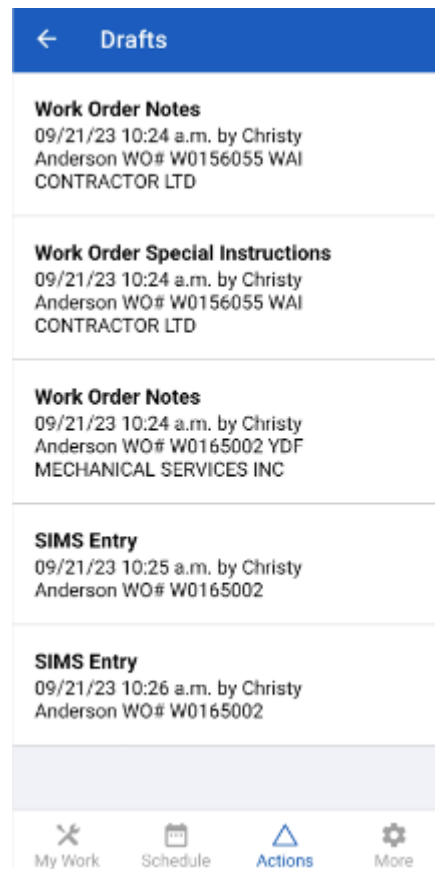 Drafts
Work Order Notes
09/21/23 10:24 a.m. by Christy
Anderson WO# W0156055 WAI
CONTRACTOR LTD
Work Order Special Instructions
09/21/23 10:24 a.m. by Christy
Anderson WO# W0156055 WAI
CONTRACTOR LTD
Work Order Notes
09/21/23 10:24 a.m. by Christy
Anderson WO# W0165002 YDF
MECHANICAL SERVICES INC
SIMS Entry
09/21/23 10:25 a.m. by Christy
Anderson WO# W0165002
SIMS Entry
09/21/23 10:26 a.m. by Christy
Anderson WO# W0165002
My Work Schedule Actions More